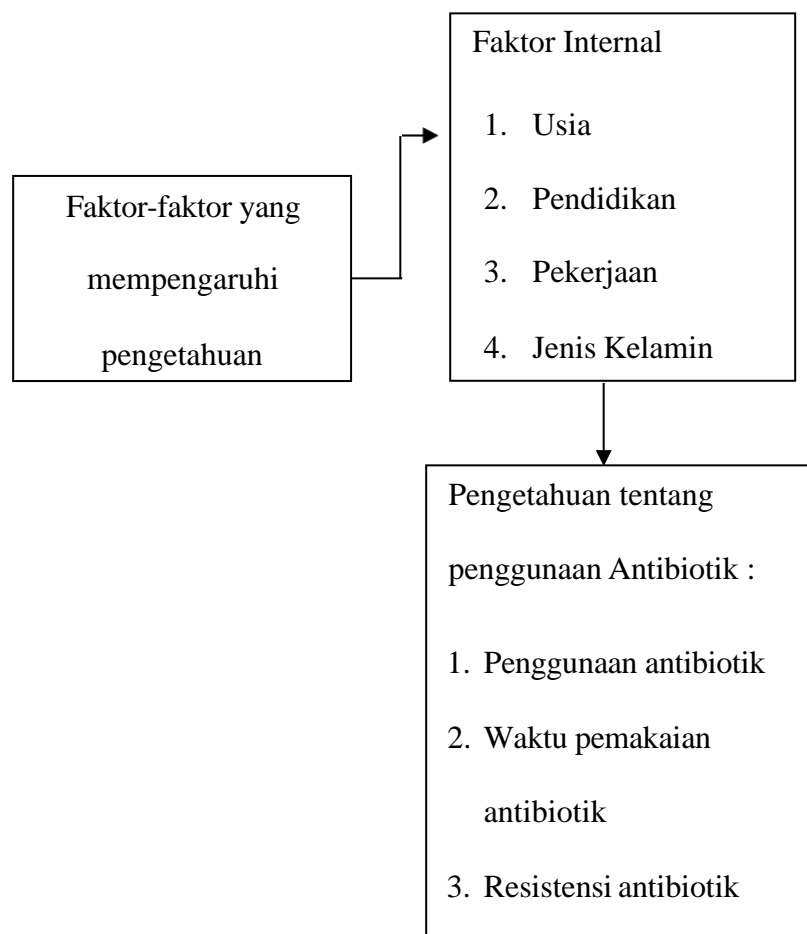 Faktor-faktor yang
mempengaruhi
pengetahuan
Faktor Internal
1. Usia
2. Pendidikan
3. Pekerjaan
4. Jenis Kelamin
Pengetahuan tentang
penggunaan Antibiotik :
1. Penggunaan antibiotik
2. Waktu pemakaian
antibiotik
3. Resistensi antibiotik